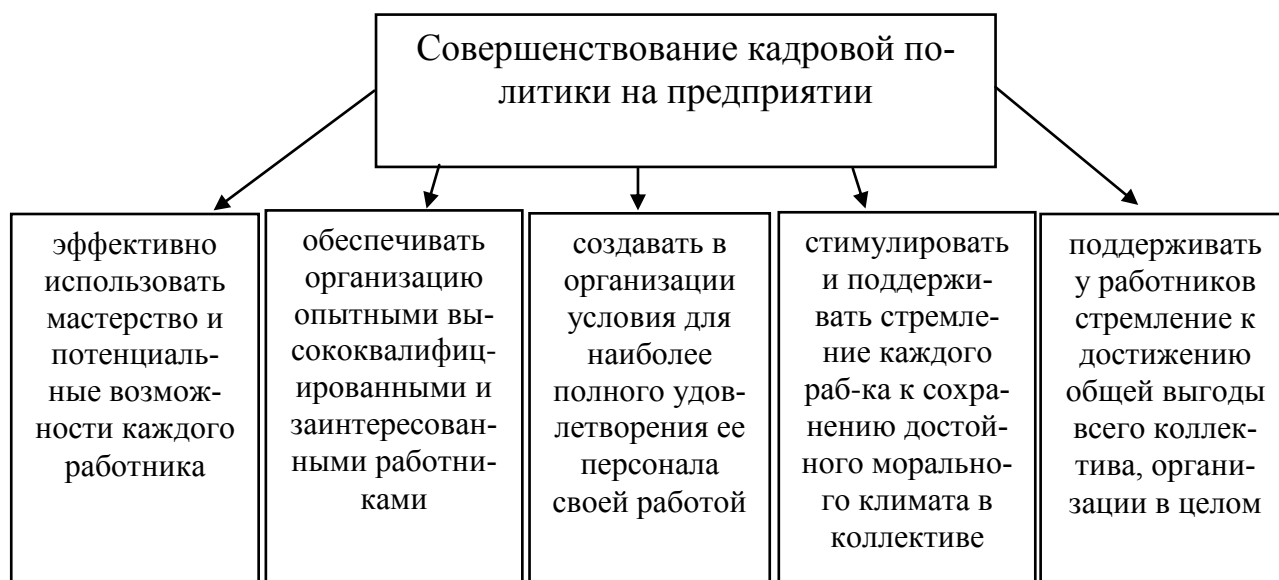 Совершенствование кадровой по-
литики на предприятии
эффективно
использовать
мастерство и
потенциаль-
ные возмож-
ности каждого
работника
обеспечивать
организацию
опытными вы-
сококвалифиц-
ированными и
заинтересован-
ными работни-
ками
создавать в
организации
условия для
наиболее
полного удов-
летворения ее
персонала
своей работой
стимулировать
и поддержи-
вать стремле-
ние каждого
раб-ка к сохра-
нению достой-
ного морально-
го климата в
коллективе
поддерживать
у работников
стремление к
достижению
общей выгоды
всего коллек-
тива, органи-
зации в целом